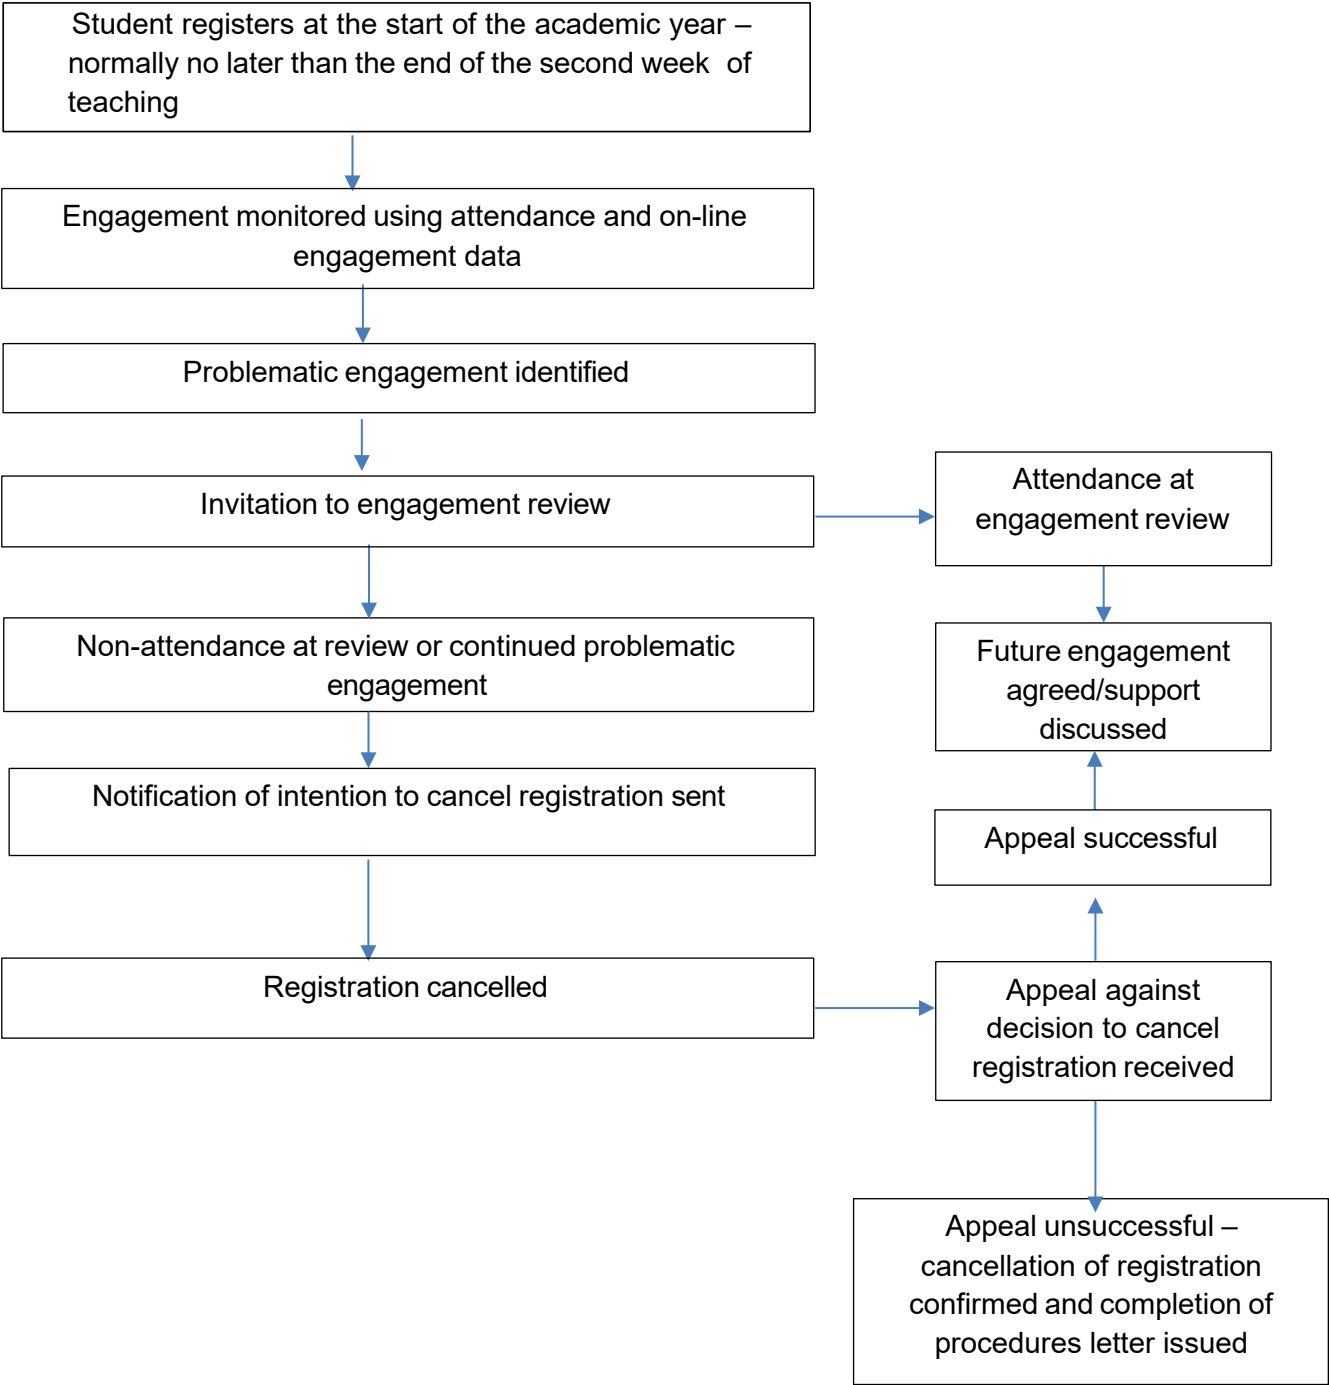 Student registers at the start of the academic year –
normally no later than the end of the second week of
teaching
Engagement monitored using attendance and on-line
engagement data
Problematic engagement identified
Invitation to engagement review
Attendance at
engagement review
Non-attendance at review or continued problematic
engagement
Future engagement
agreed/support
discussed
Notification of intention to cancel registration sent
Appeal successful
Registration cancelled
Appeal against
decision to cancel
registration received
Appeal unsuccessful –
cancellation of registration
confirmed and completion of
procedures letter issued